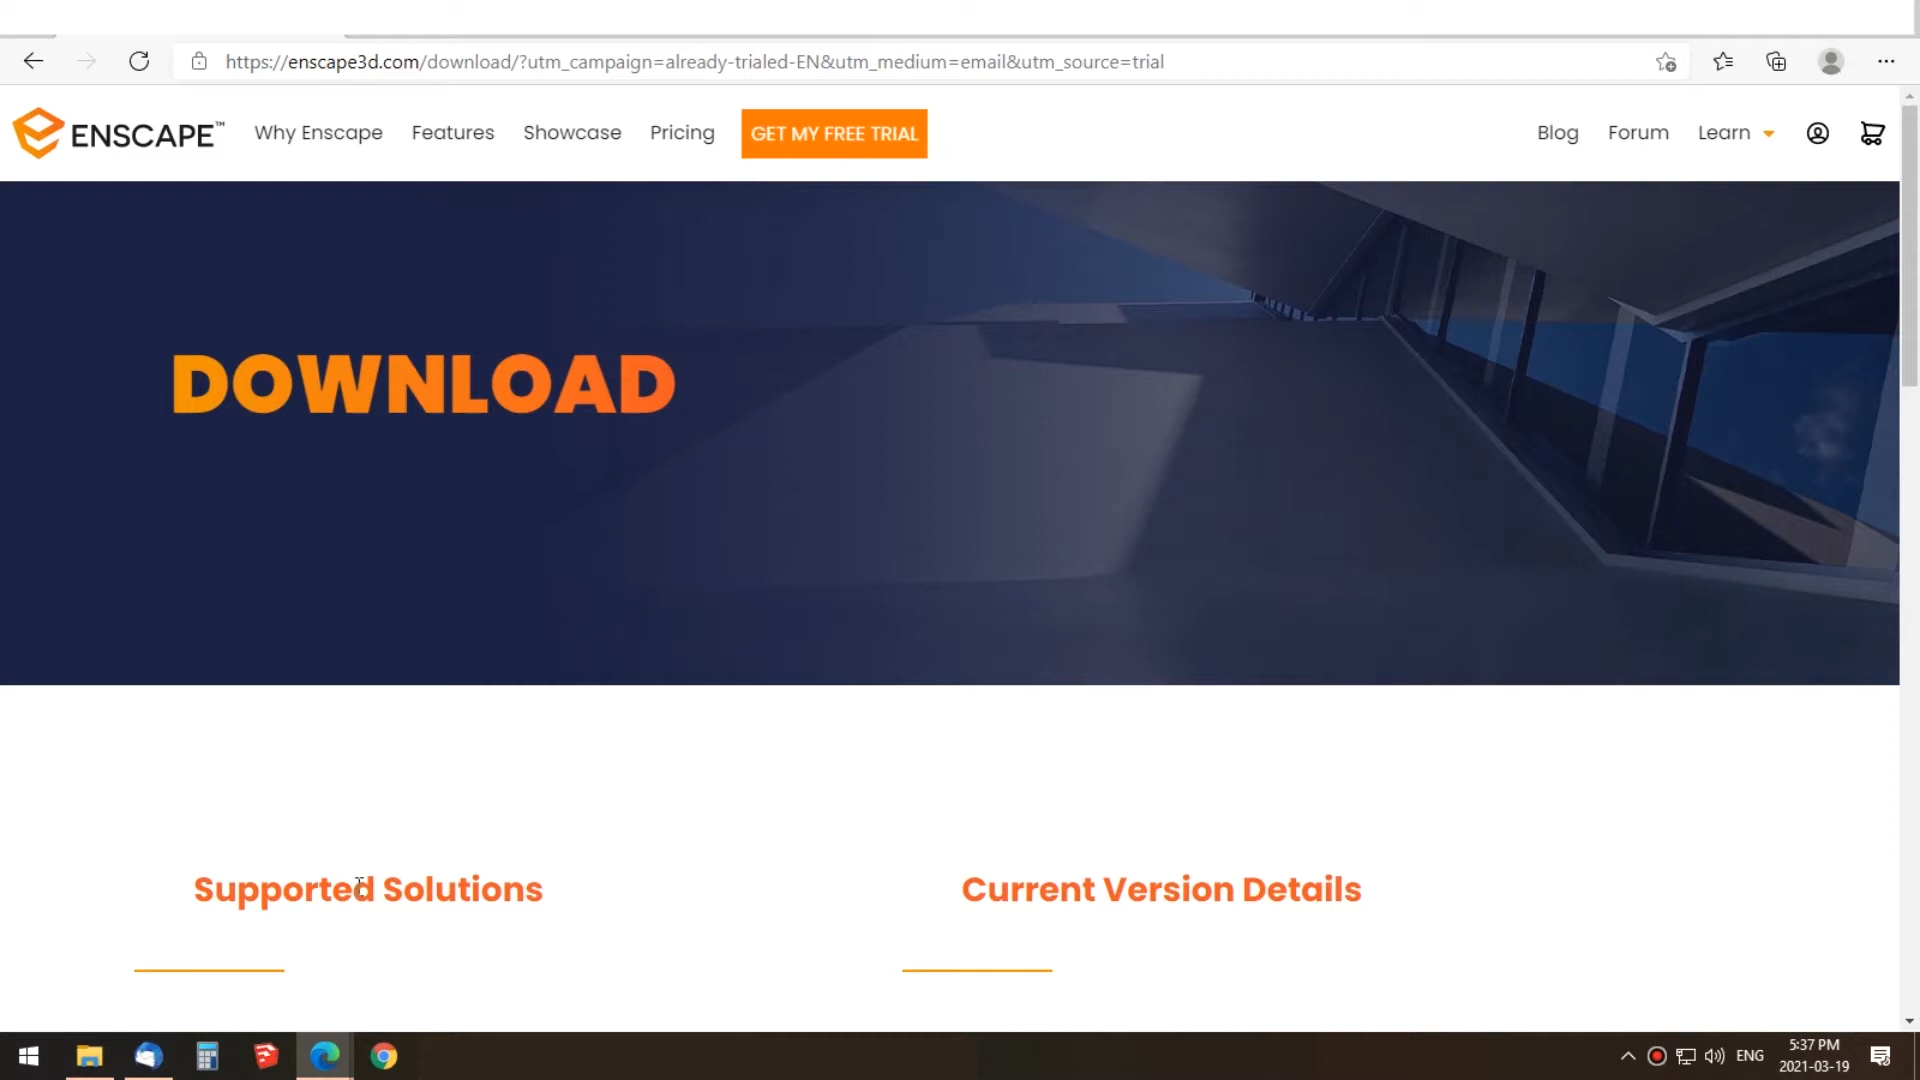 https://enscape3d.com/download/?utm_campaign=already-trialed-EN&utm_medium=email&utm_source=trial
ENSCAPE™ Why Enscape Features Showcase Pricing GET MY FREE TRIAL Blog Forum Learn
DOWNLOAD
Supported Solutions Current Version Details
ENG 5:37 PM
2021-03-19